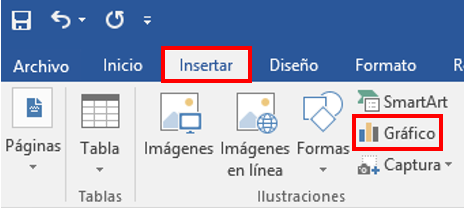 Archivo Inicio Insertar Diseño Formato
Páginas
Tabla
Imágenes
Imágenes
en línea
Formas
SmartArt
Gráfico
Captura
Tablas
Ilustraciones